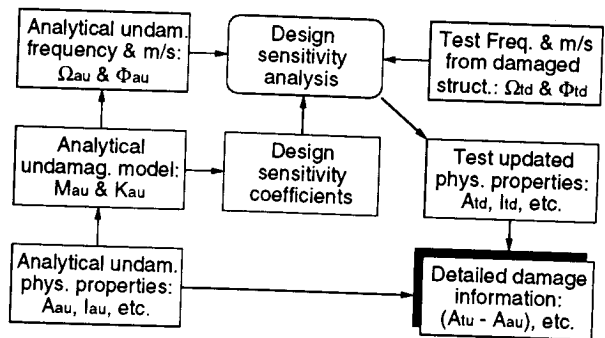 Analytical undam.
frequency & m/s:
Ωau & Φau
Design
sensitivity
analysis
Test Freq. & m/s
from damaged
struct.: Ωtd & Φtd
Analytical
undamag. model:
Mau & Kau
Design
sensitivity
coefficients
Test updated
phys. properties:
Atd, Itd, etc.
Analytical undam.
phys. properties:
Aau, Iau, etc.
Detailed damage
information:
(Atu - Aau), etc.